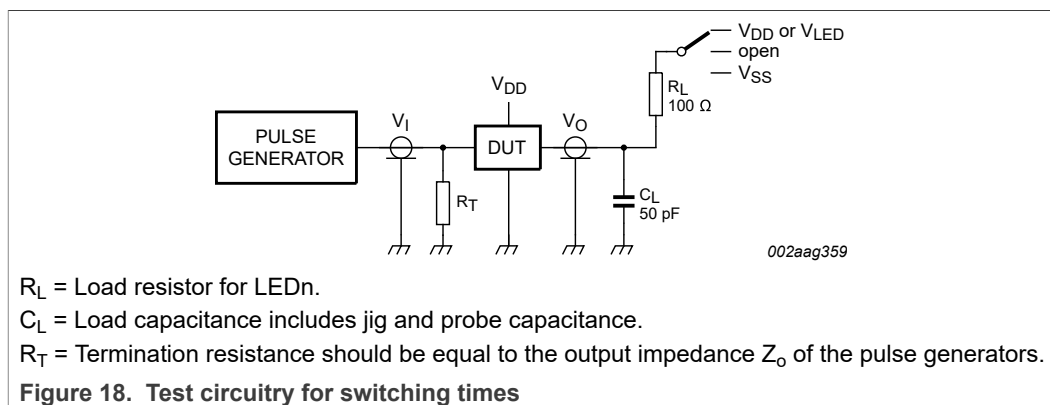 V_DD or V_LED
open
V_SS
R_L
100 Ω
V_DD
V_I
V_O
PULSE
GENERATOR
DUT
R_T
C_L
50 pF
002aag359
R_L = Load resistor for LEDn.
C_L = Load capacitance includes jig and probe capacitance.
R_T = Termination resistance should be equal to the output impedance Z_o of the pulse generators.
Figure 18. Test circuitry for switching times